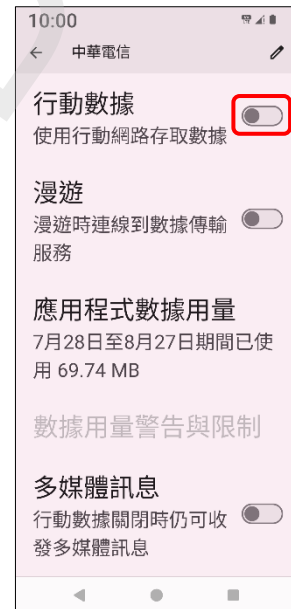 10:00
中華電信
行動數據
使用行動網路存取數據
漫遊
漫遊時連線到數據傳輸
服務
應用程式數據用量
7月28日至8月27日期間已使
用 69.74 MB
數據用量警告與限制
多媒體訊息
行動數據關閉時仍可收
發多媒體訊息